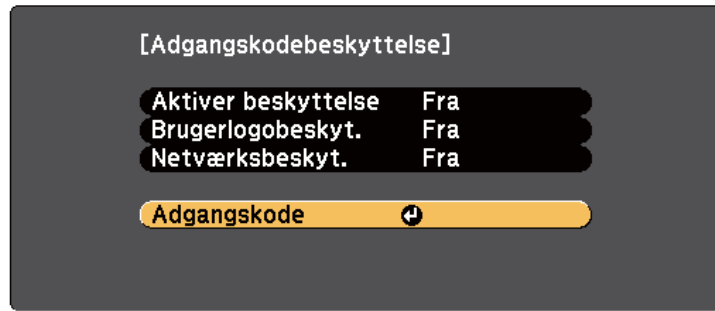 [Adgangskodebeskyttelse]
Aktiver beskyttelse Fra
Brugerlogobeskyt. Fra
Netværksbeskyt. Fra
Adgangskode